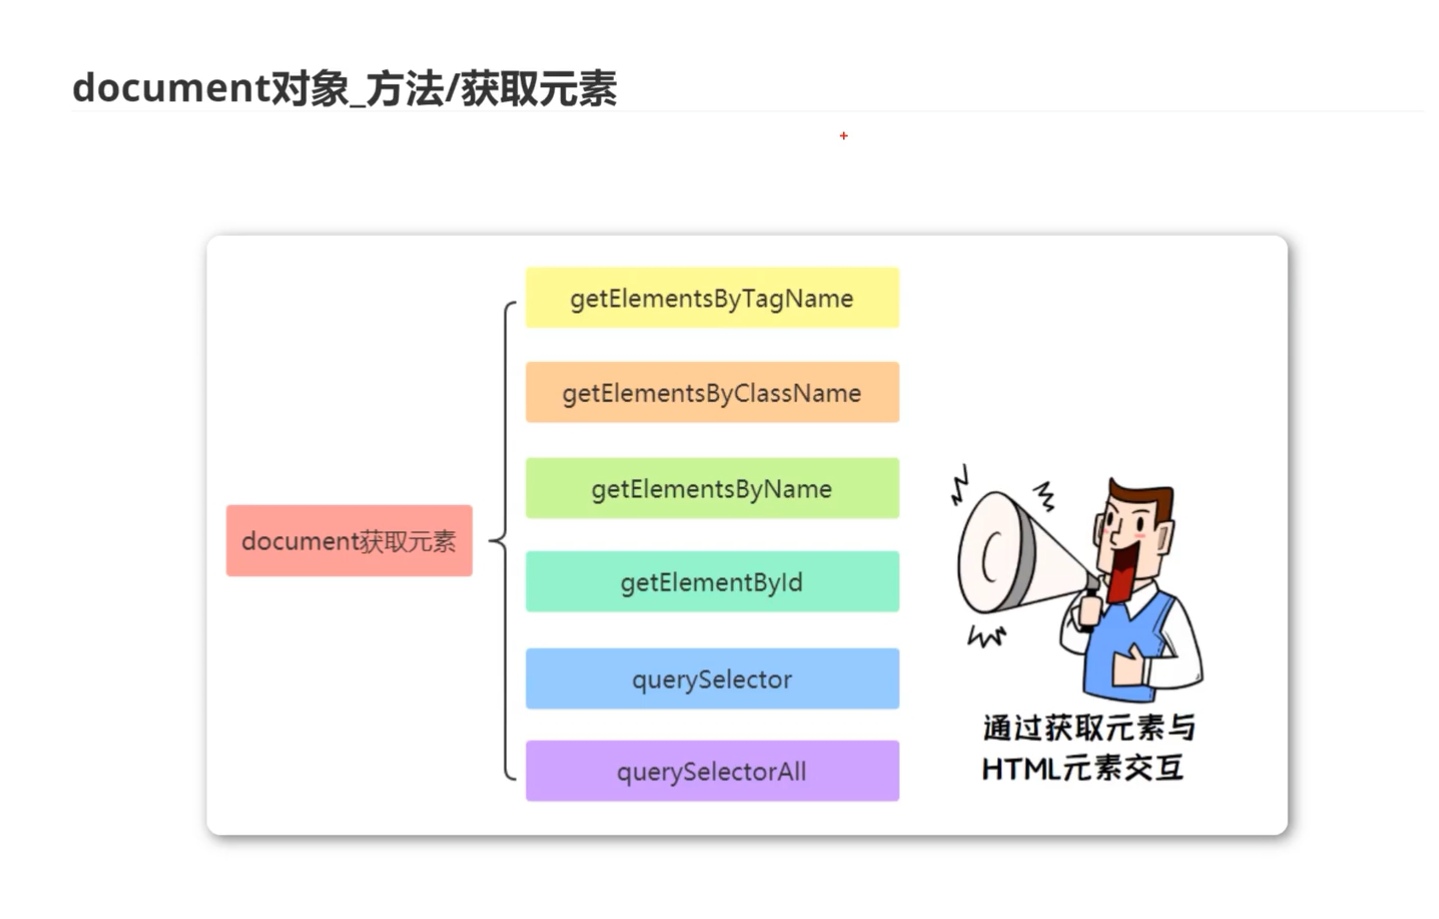 document对象_方法/获取元素
getElementsByTagName
getElementsByClassName
getElementsByName
document获取元素
getElementById
querySelector
querySelectorAll
通过获取元素与
HTML元素交互